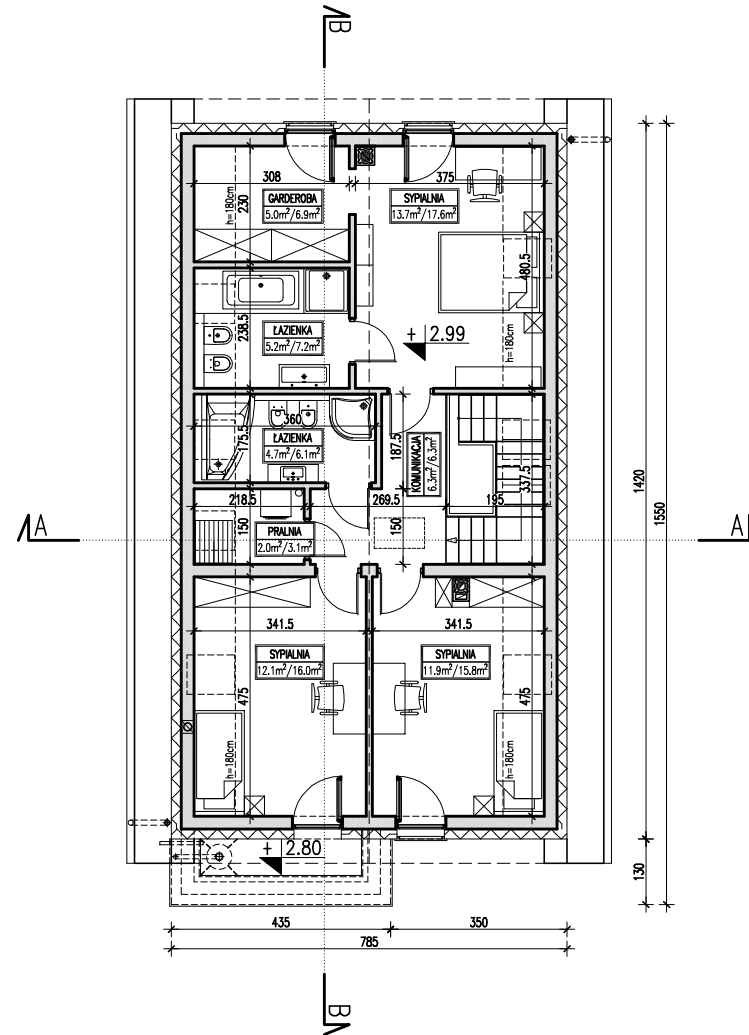 B
308
375
GARDEROBA
5.0m²/6.9m²
SYPIALNIA
13.7m²/17.6m²
h=180cm
230
480.5
238.5
ŁAZIENKA
5.2m²/7.2m²
+ 2.99
h=180cm
360
175.5
ŁAZIENKA
4.7m²/6.1m²
187.5
KOMUNIKACJA
6.3m²/6.3m²
337.5
218.5
269.5
195
150
PRALNIA
2.0m²/3.1m²
150
A
A
1420
1550
341.5
341.5
SYPIALNIA
12.1m²/16.0m²
SYPIALNIA
11.9m²/15.8m²
475
475
h=180cm
h=180cm
+ 2.80
130
435
350
785
B